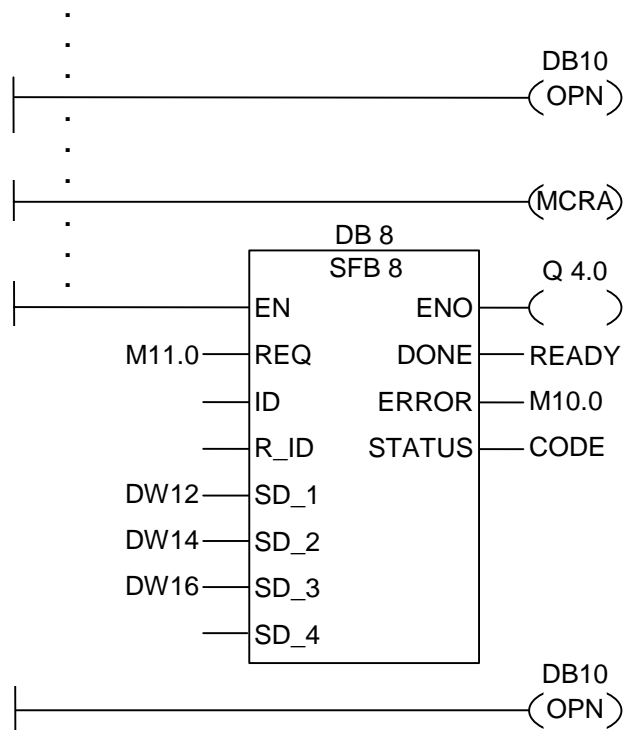 DB10
OPN
MCRA
DB 8
SFB 8
Q 4.0
EN ENO
M11.0 REQ DONE READY
ID ERROR M10.0
R_ID STATUS CODE
DW12 SD_1
DW14 SD_2
DW16 SD_3
SD_4
DB10
OPN